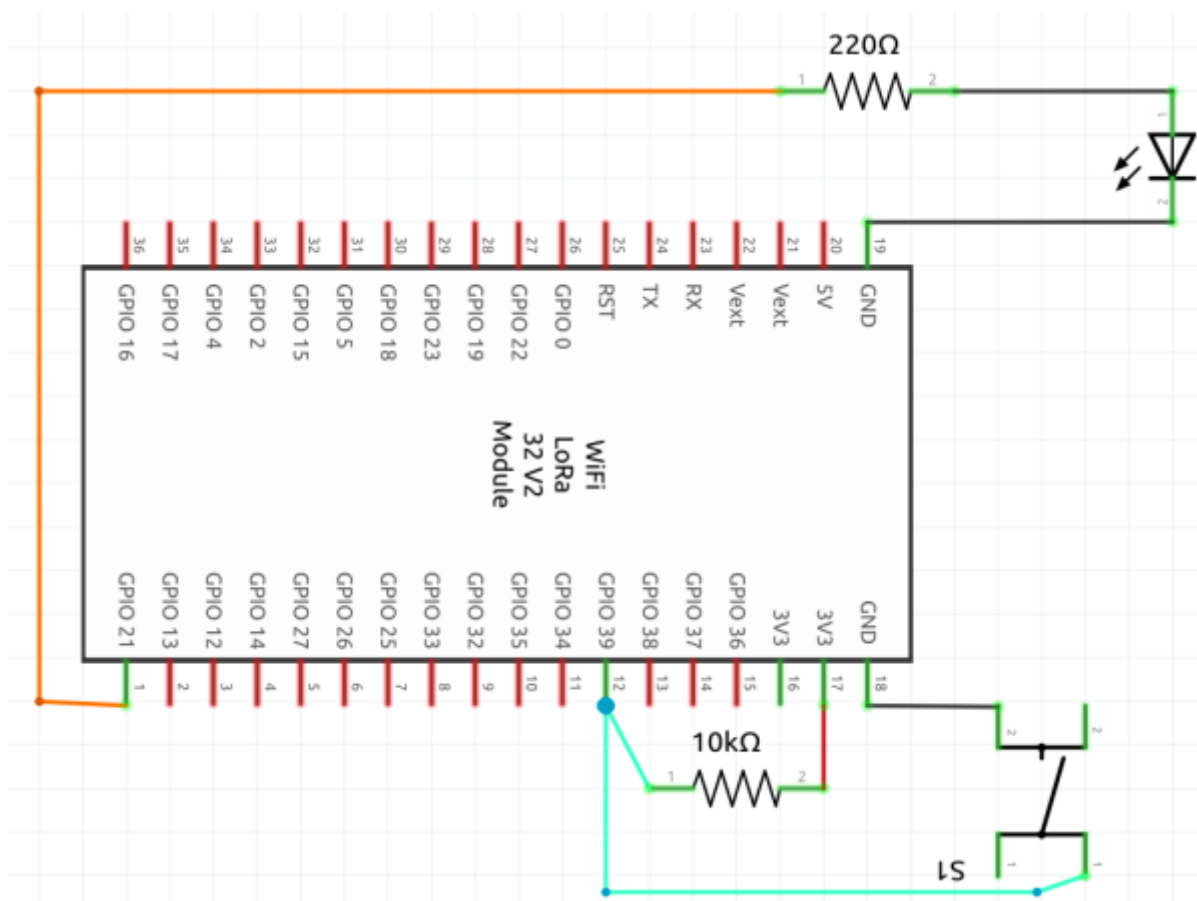 220Ω
1
2
1
2
36
35
34
33
32
31
30
29
28
27
26
25
24
23
22
21
20
19
GPIO 16
GPIO 17
GPIO 4
GPIO 2
GPIO 15
GPIO 5
GPIO 18
GPIO 23
GPIO 19
GPIO 22
GPIO 0
RST
TX
RX
Vext
Vext
5V
GND
WiFi
LoRa
32 V2
Module
GPIO 21
GPIO 13
GPIO 12
GPIO 14
GPIO 27
GPIO 26
GPIO 25
GPIO 33
GPIO 32
GPIO 35
GPIO 34
GPIO 39
GPIO 38
GPIO 37
GPIO 36
3V3
3V3
GND
1
2
3
4
5
6
7
8
9
10
11
12
13
14
15
16
17
18
10kΩ
1
2
2
2
S1
1
1